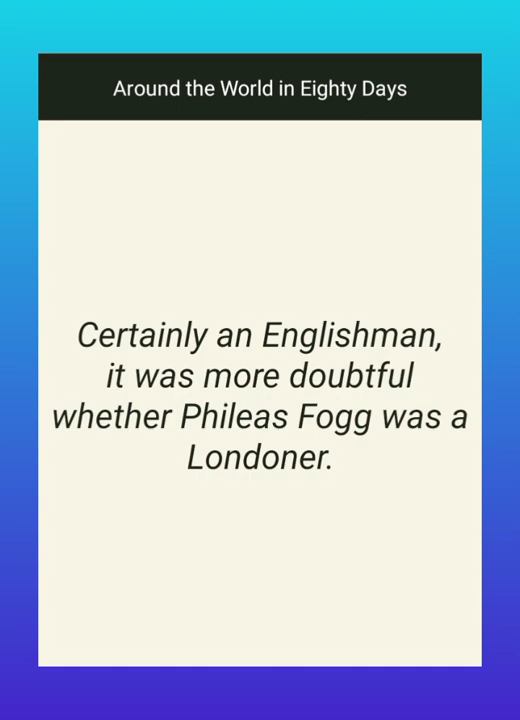 Around the World in Eighty Days
Certainly an Englishman,
it was more doubtful
whether Phileas Fogg was a
Londoner.